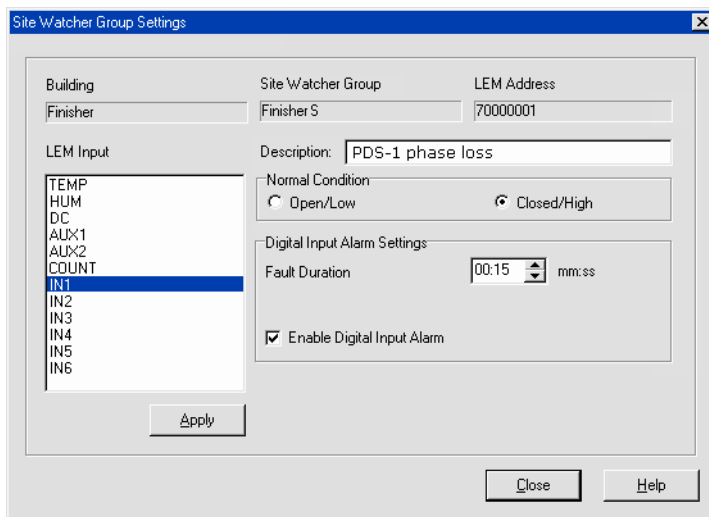 Site Watcher Group Settings
Building
Site Watcher Group
LEM Address
Finisher
Finisher S
70000001
LEM Input
Description:
PDS-1 phase loss
TEMP
HUM
DC
AUX1
AUX2
COUNT
IN1
IN2
IN3
IN4
IN5
IN6
Normal Condition
Open/Low
Closed/High
Digital Input Alarm Settings
Fault Duration
00:15
mm:ss
Enable Digital Input Alarm
Apply
Close
Help